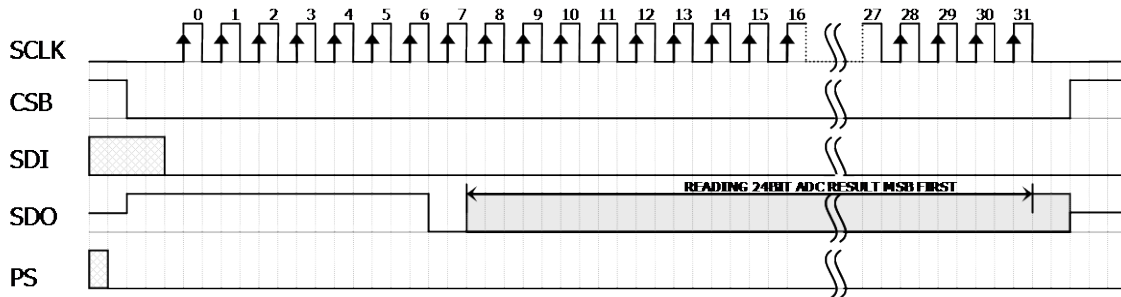 0 1 2 3 4 5 6 7 8 9 10 11 12 13 14 15 16 27 28 29 30 31
SCLK
CSB
SDI
READING 24BIT ADC RESULT MSB FIRST
SDO
PS